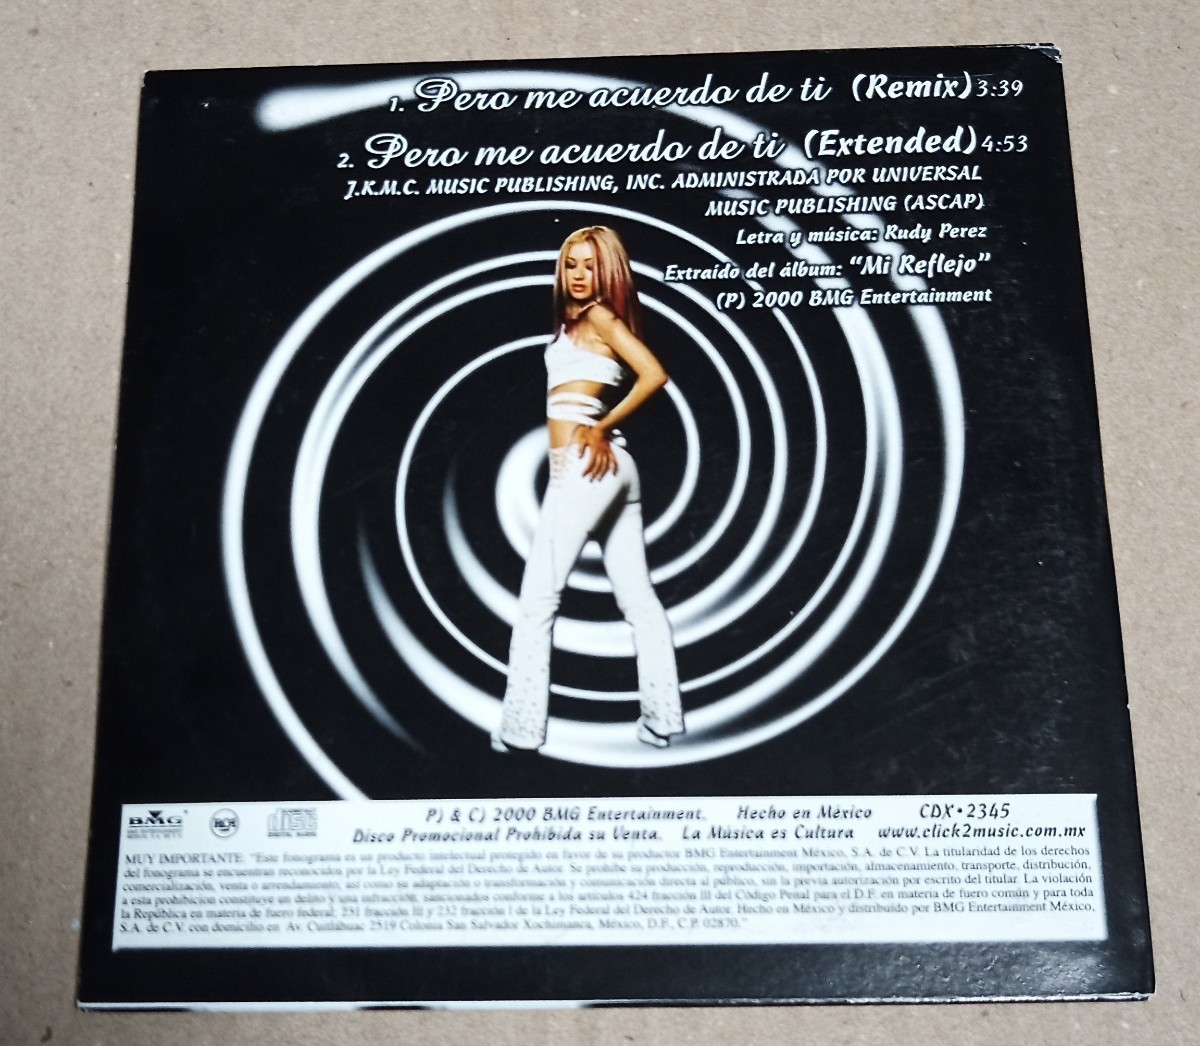 1. Pero me acuerdo de ti (Remix) 3:39
2. Pero me acuerdo de ti (Extended) 4:53
J.K.M.C. MUSIC PUBLISHING, INC. ADMINISTRADA POR UNIVERSAL
MUSIC PUBLISHING (ASCAP)
Letra y música: Rudy Perez
Extraído del álbum: "Mi Reflejo"
(P) 2000 BMG Entertainment
BMG
RCA
disc
P) & C) 2000 BMG Entertainment. Hecho en México CDX•2345
Disco Promocional Prohibida su Venta. La Música es Cultura www.click2music.com.mx
MUY IMPORTANTE: "Este fonograma es un producto intelectual protegido en favor de su productor BMG Entertainment México, S.A. de C.V. La titularidad de los derechos
del fonograma se encuentran reconocidos por la Ley Federal del Derecho de Autor. Se prohibe su producción, reproducción, importación, almacenamiento, transporte, distribución,
comercialización, venta o arrendamiento, así como su adaptación o transformación y comunicación directa al público, sin la previa autorización por escrito del titular. La violación
a esta prohibición constituye un delito y una infracción, sancionados conforme a los artículos 424 fracción III del Código Penal para el D.F. en materia de fuero común y para toda
la República en materia de fuero federal; 231 fracción III y 232 fracción I de la Ley Federal del Derecho de Autor. Hecho en México y distribuido por BMG Entertainment México,
S.A. de C.V. con domicilio en Av. Cuitláhuac 2519 Colonia San Salvador Xochimanca, México, D.F., C.P. 02870."